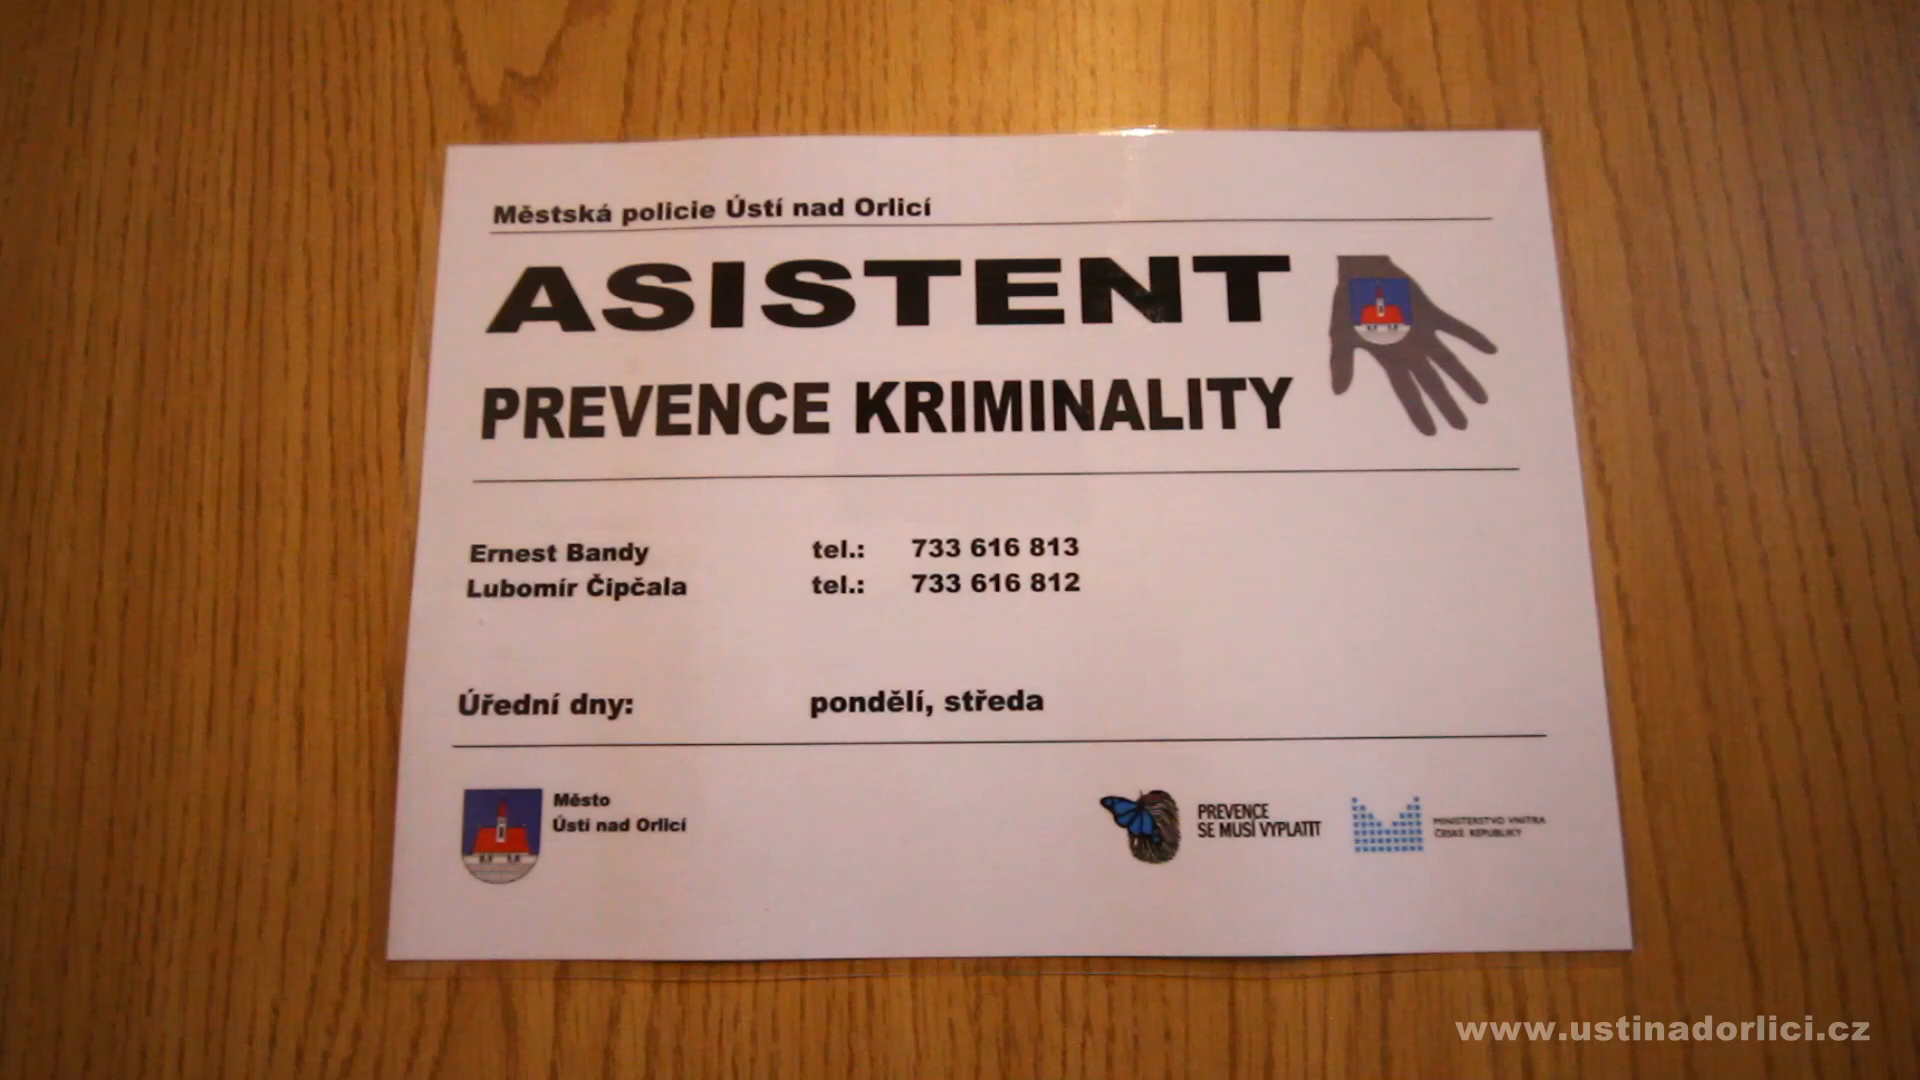 Městská policie Ústí nad Orlicí
ASISTENT
PREVENCE KRIMINALITY
Ernest Bandy tel.: 733 616 813
Lubomír Čipčala tel.: 733 616 812
Úřední dny: pondělí, středa
Město
Ústí nad Orlicí
PREVENCE
SE MUSÍ VYPLATIT
MINISTERSTVO VNITRA
ČESKÉ REPUBLIKY
www.ustinadorlici.cz